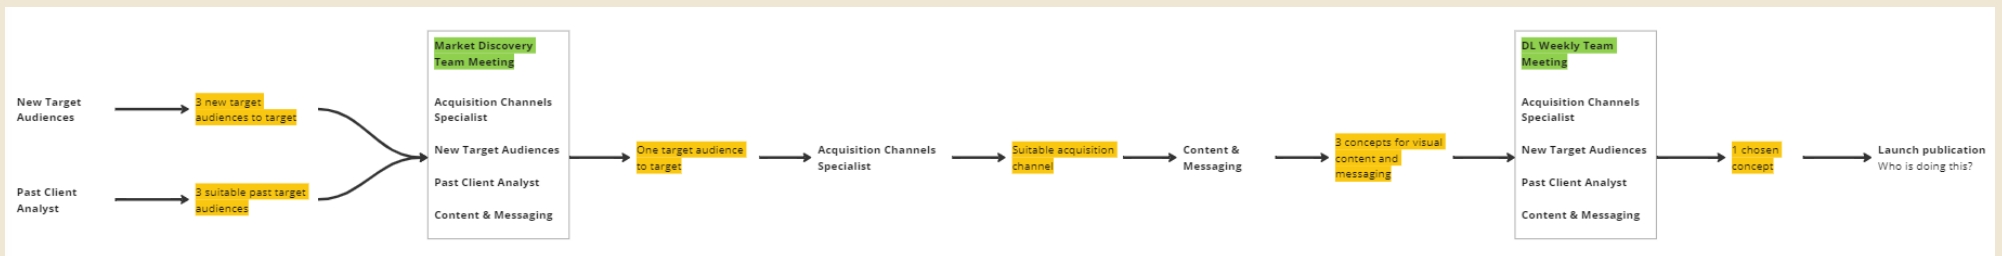 New Target
Audiences
3 new target
audiences to target
Past Client
Analyst
3 suitable past target
audiences
Market Discovery
Team Meeting
Acquisition Channels
Specialist
New Target Audiences
Past Client Analyst
Content & Messaging
One target audience
to target
Acquisition Channels
Specialist
Suitable acquisition
channel
Content &
Messaging
3 concepts for visual
content and
messaging
DL Weekly Team
Meeting
Acquisition Channels
Specialist
New Target Audiences
Past Client Analyst
Content & Messaging
1 chosen
concept
Launch publication
Who is doing this?